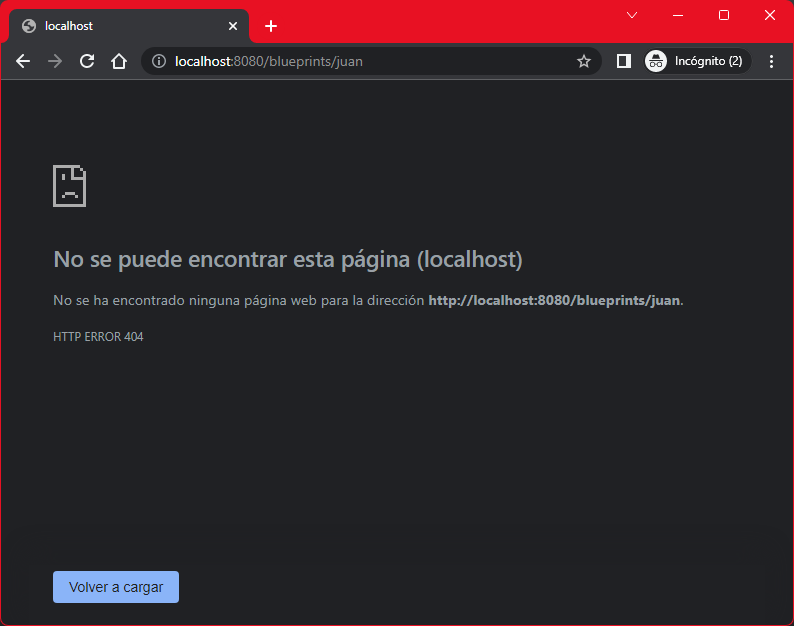 localhost
localhost:8080/blueprints/juan
Incógnito (2)
No se puede encontrar esta página (localhost)
No se ha encontrado ninguna página web para la dirección http://localhost:8080/blueprints/juan.
HTTP ERROR 404
Volver a cargar